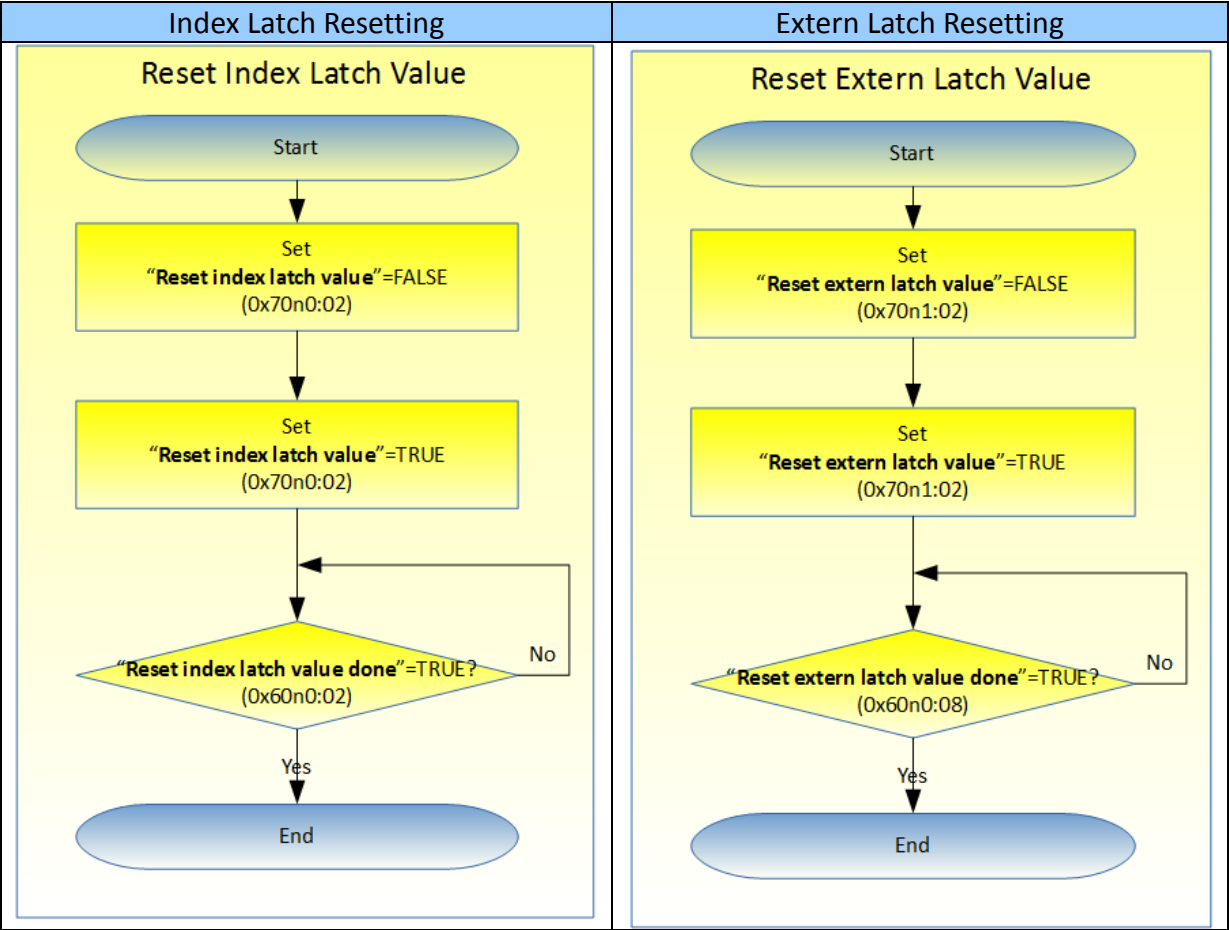 Index Latch Resetting
Extern Latch Resetting
Reset Index Latch Value
Start
Set
“Reset index latch value”=FALSE
(0x70n0:02)
Set
“Reset index latch value”=TRUE
(0x70n0:02)
“Reset index latch value done”=TRUE?
(0x60n0:02)
No
Yes
End
Reset Extern Latch Value
Start
Set
“Reset extern latch value”=FALSE
(0x70n1:02)
Set
“Reset extern latch value”=TRUE
(0x70n1:02)
“Reset extern latch value done”=TRUE?
(0x60n0:08)
No
Yes
End